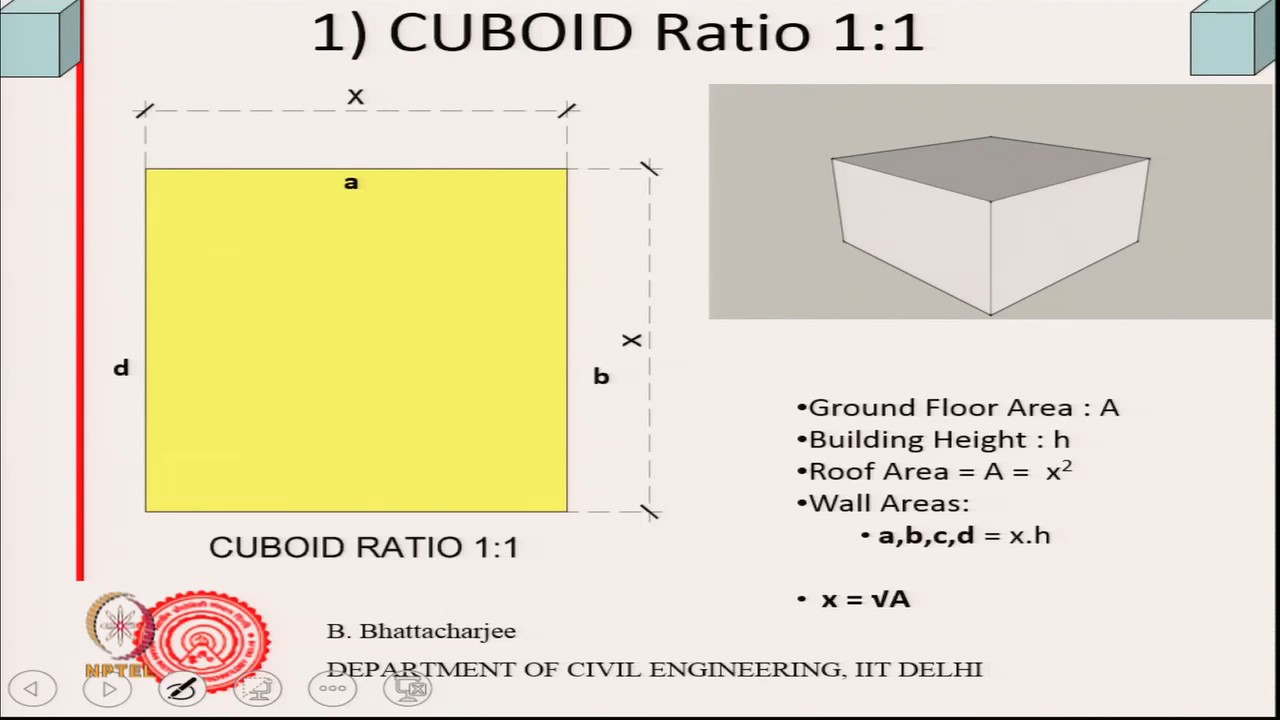 1) CUBOID Ratio 1:1
x
a
x
d
b
CUBOID RATIO 1:1
•Ground Floor Area : A
•Building Height : h
•Roof Area = A = x²
•Wall Areas:
• a,b,c,d = x.h
• x = √A
NPTEL
B. Bhattacharjee
DEPARTMENT OF CIVIL ENGINEERING, IIT DELHI